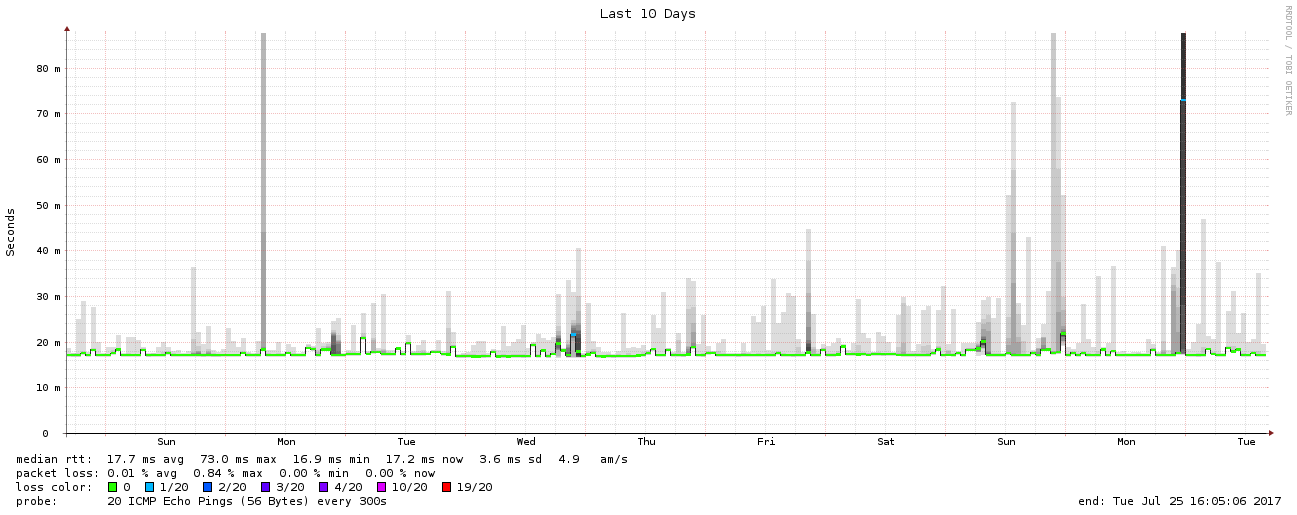 Last 10 Days
RRDTOOL / TOBI OETIKER
Seconds
80 m
70 m
60 m
50 m
40 m
30 m
20 m
10 m
0
Sun Mon Tue Wed Thu Fri Sat Sun Mon Tue
median rtt: 17.7 ms avg 73.0 ms max 16.9 ms min 17.2 ms now 3.6 ms sd 4.9 am/s
packet loss: 0.01 % avg 0.84 % max 0.00 % min 0.00 % now
loss color: 0 1/20 2/20 3/20 4/20 10/20 19/20
probe: 20 ICMP Echo Pings (56 Bytes) every 300s end: Tue Jul 25 16:05:06 2017